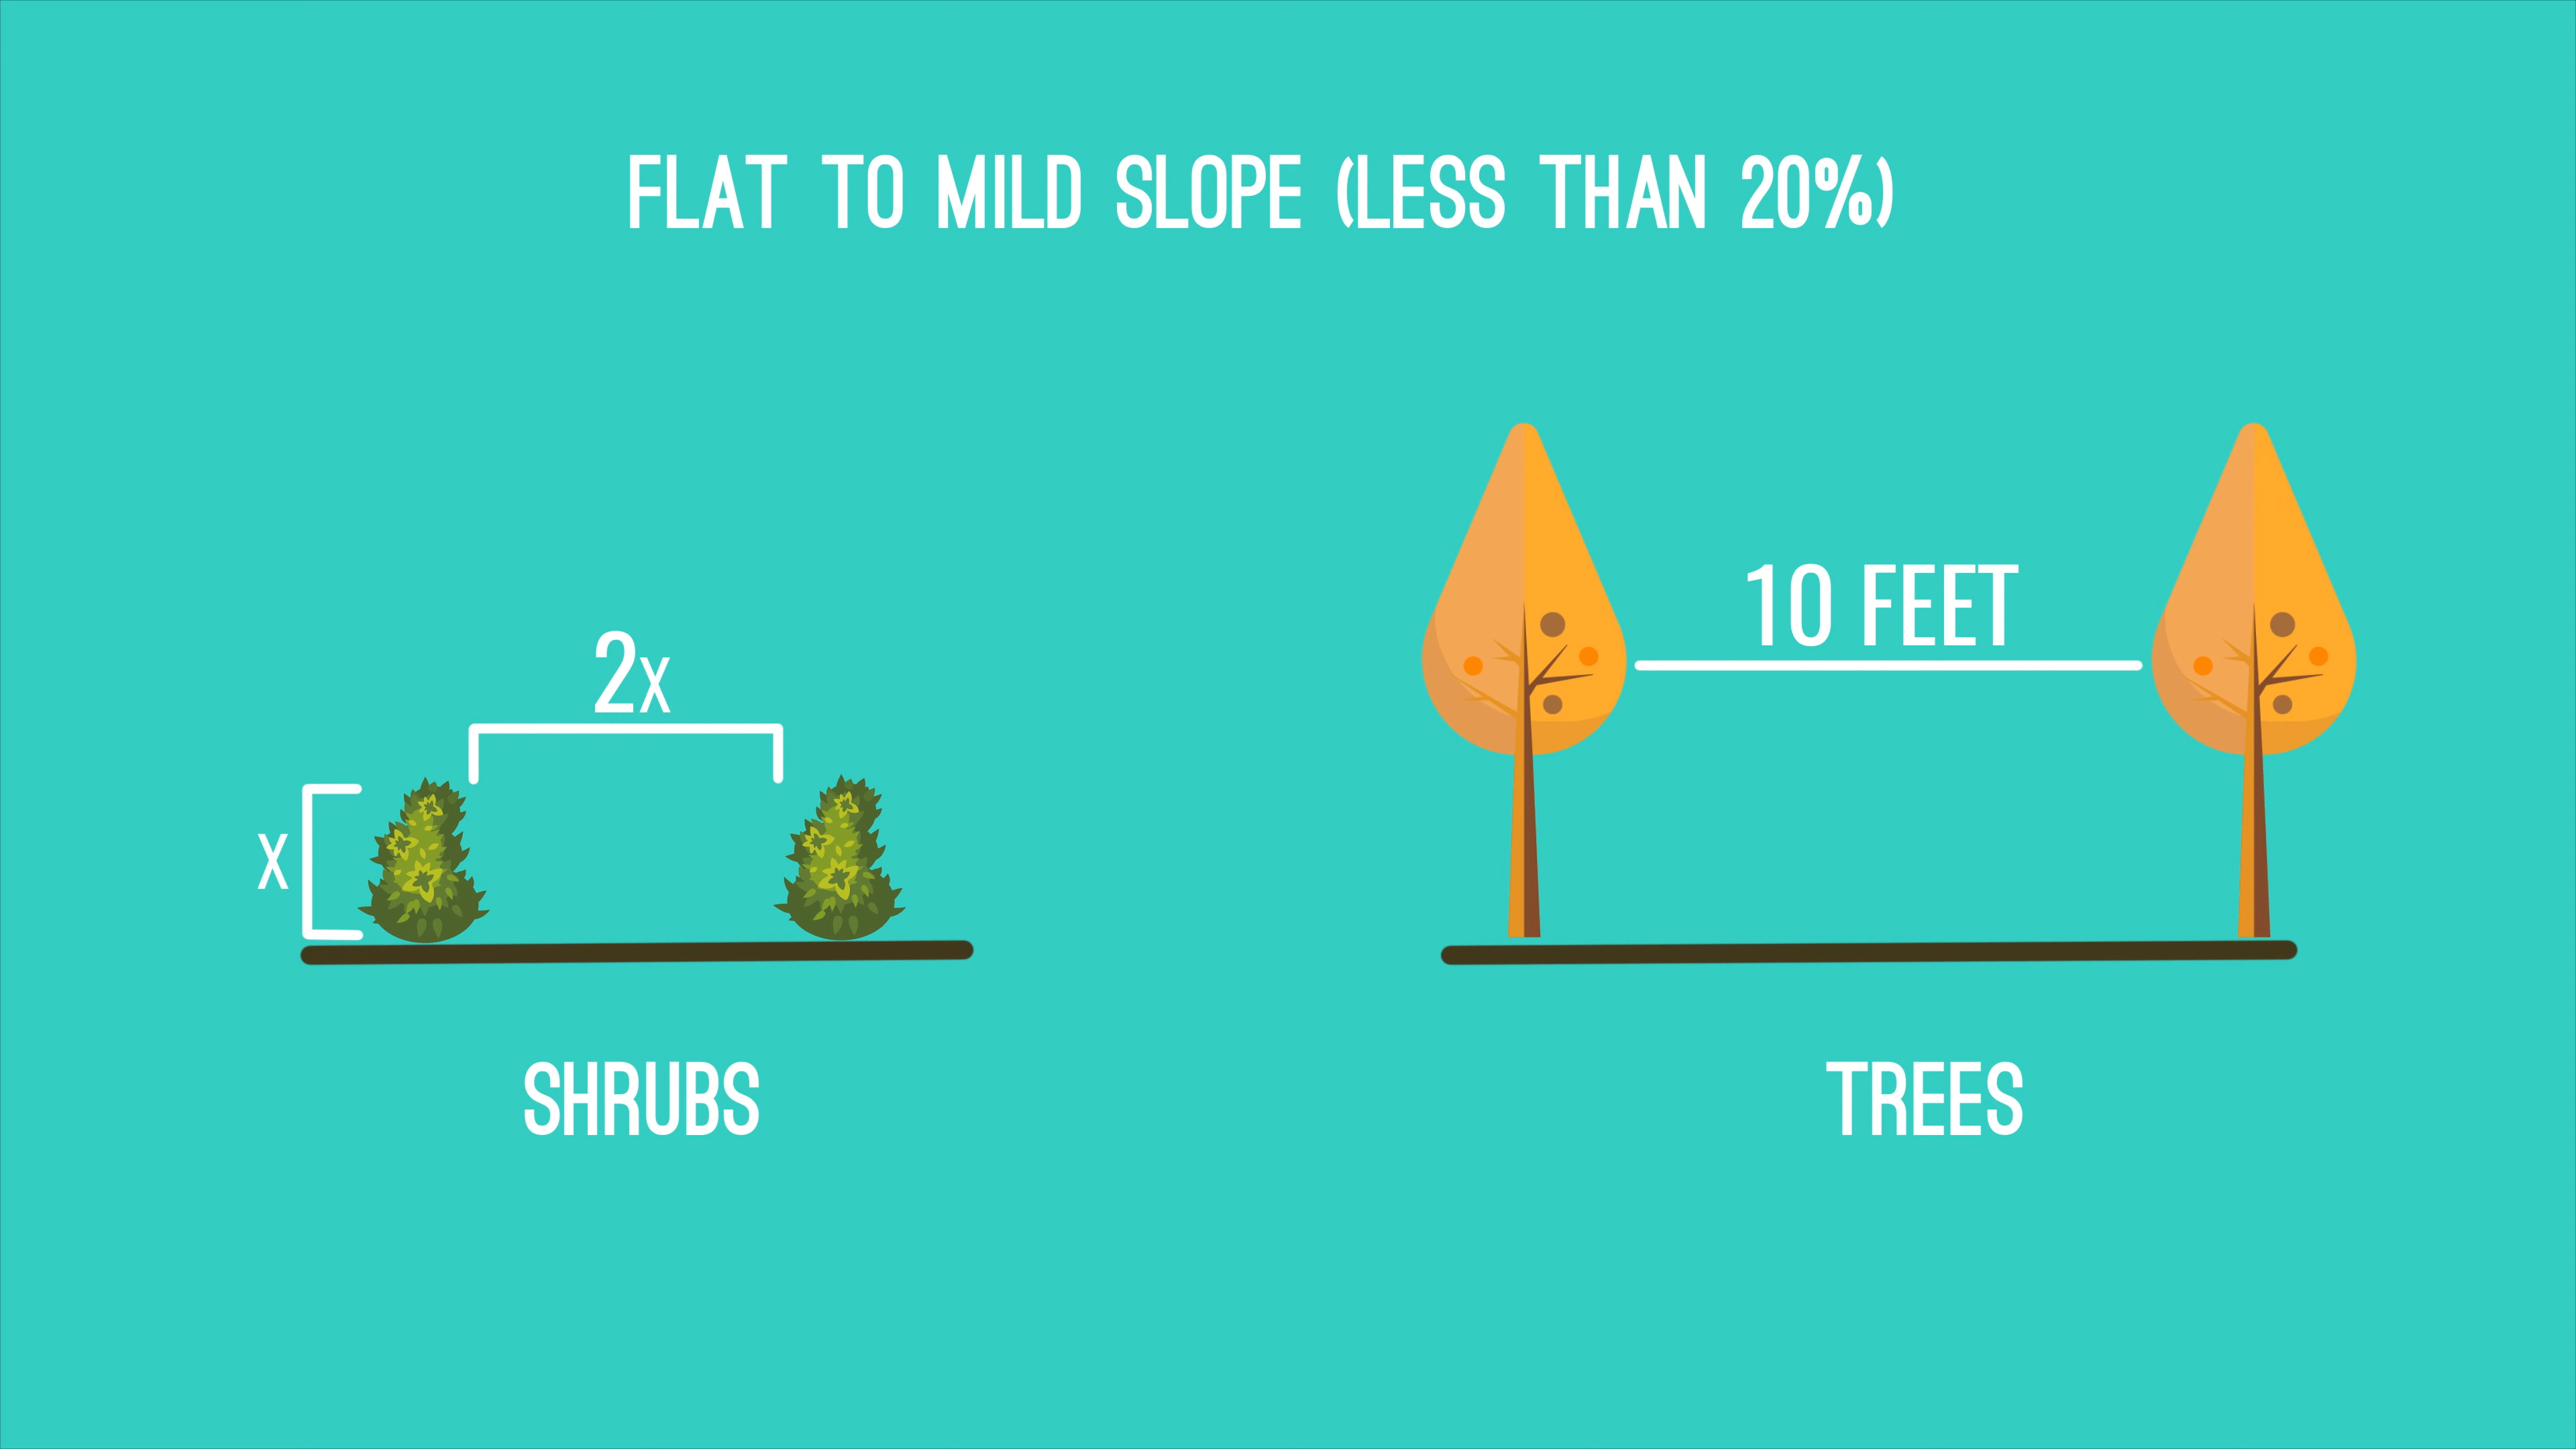 FLAT TO MILD SLOPE (LESS THAN 20%)
2X
X
SHRUBS
10 FEET
TREES